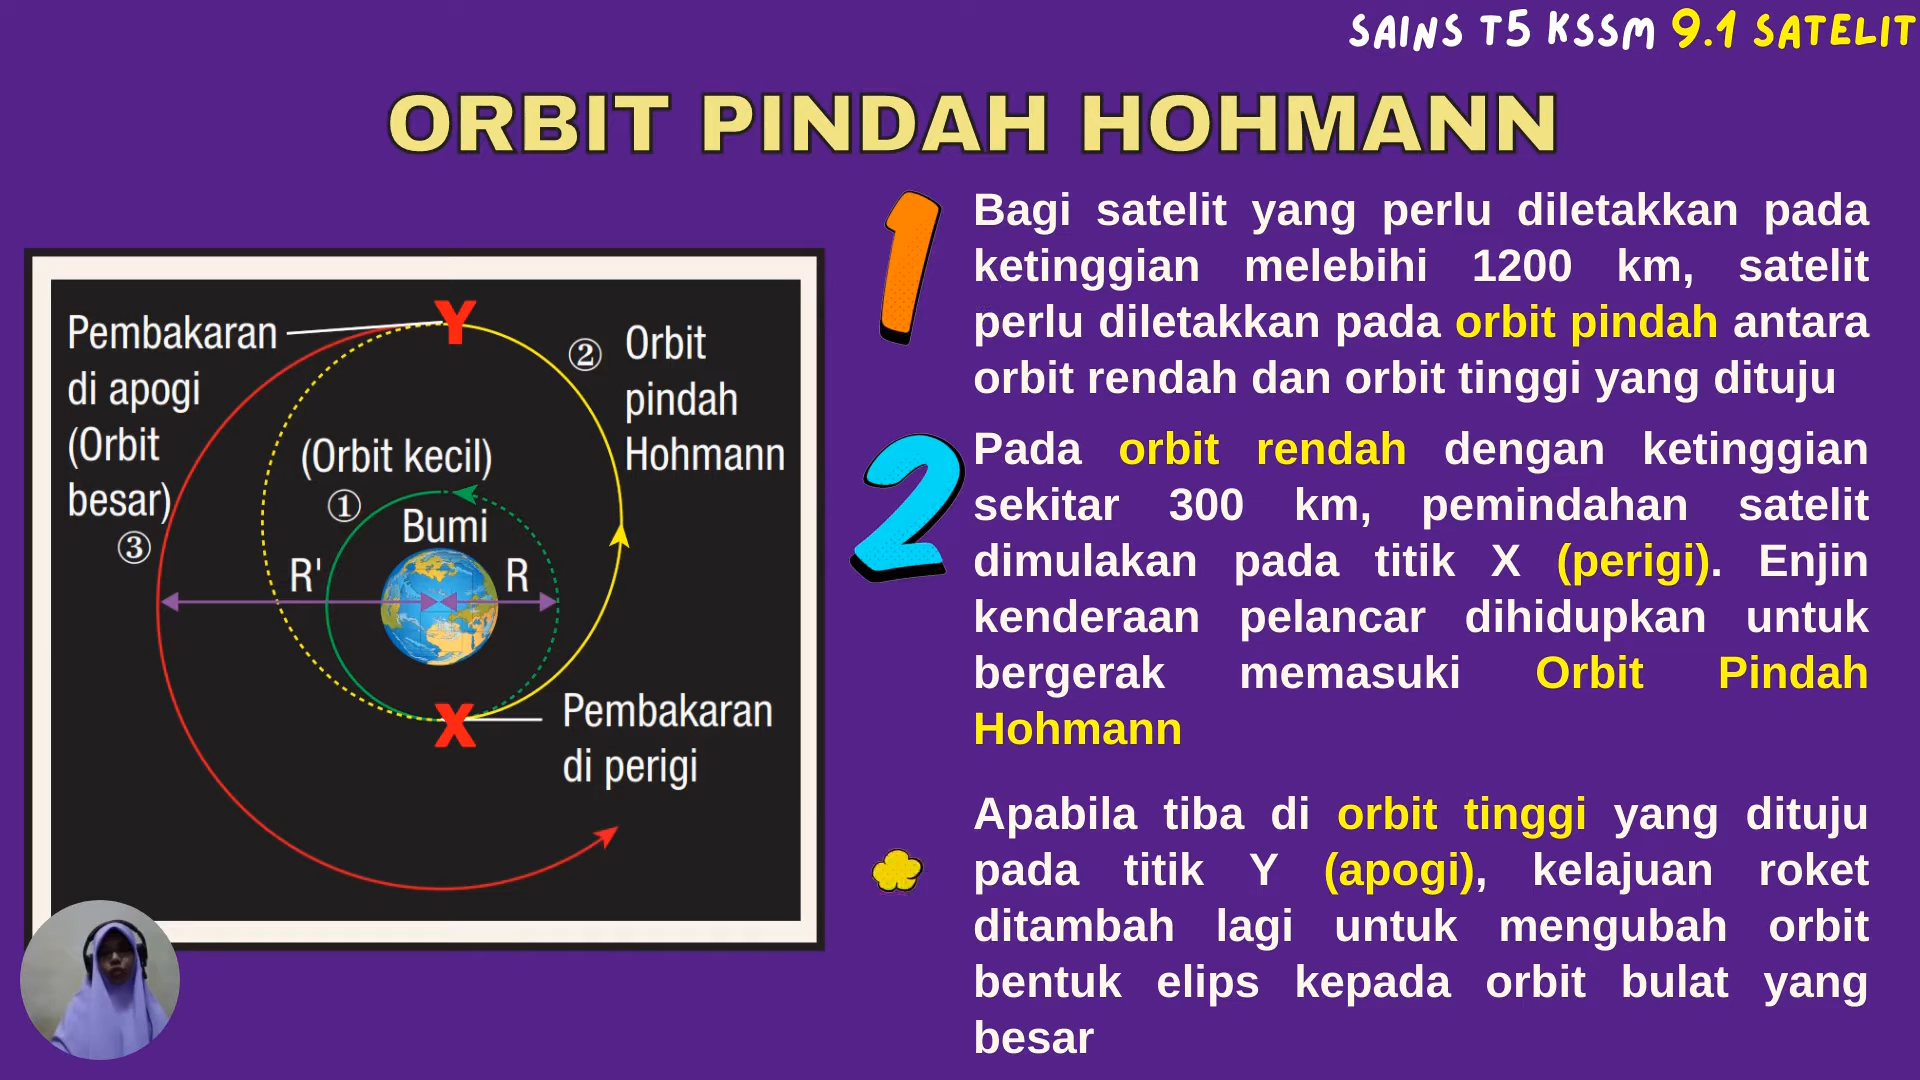 SAINS T5 KSSM 9.1 SATELIT
ORBIT PINDAH HOHMANN
Pembakaran
di apogi
(Orbit
besar)
③
Y
②
Orbit
pindah
Hohmann
(Orbit kecil)
①
Bumi
R'
R
X
Pembakaran
di perigi
1
Bagi satelit yang perlu diletakkan pada
ketinggian melebihi 1200 km, satelit
perlu diletakkan pada orbit pindah antara
orbit rendah dan orbit tinggi yang dituju
2
Pada orbit rendah dengan ketinggian
sekitar 300 km, pemindahan satelit
dimulakan pada titik X (perigi). Enjin
kenderaan pelancar dihidupkan untuk
bergerak memasuki Orbit Pindah
Hohmann
Apabila tiba di orbit tinggi yang dituju
pada titik Y (apogi), kelajuan roket
ditambah lagi untuk mengubah orbit
bentuk elips kepada orbit bulat yang
besar